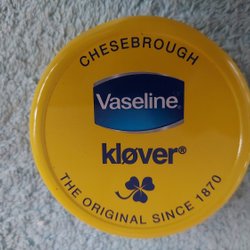 CHESEBROUGH
Vaseline
kløver®
THE ORIGINAL SINCE 1870